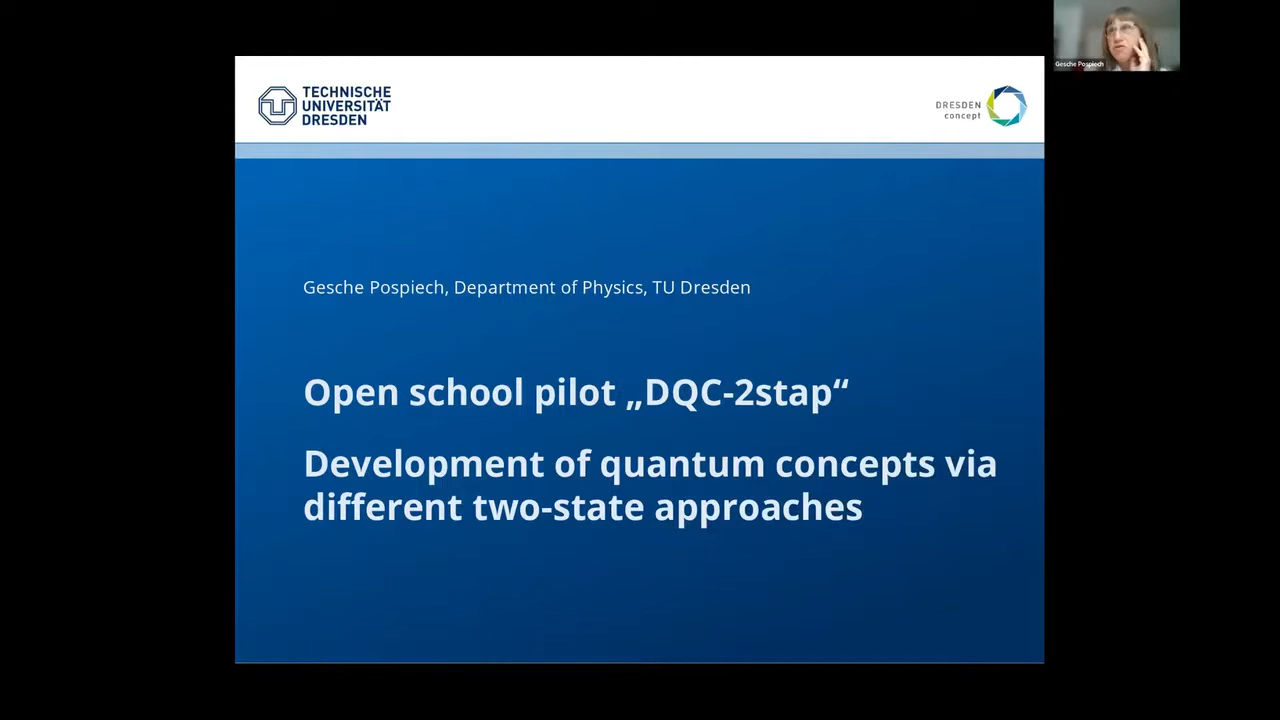 TECHNISCHE
UNIVERSITÄT
DRESDEN
DRESDEN
concept
Gesche Pospiech
Gesche Pospiech, Department of Physics, TU Dresden
Open school pilot „DQC-2stap“
Development of quantum concepts via
different two-state approaches